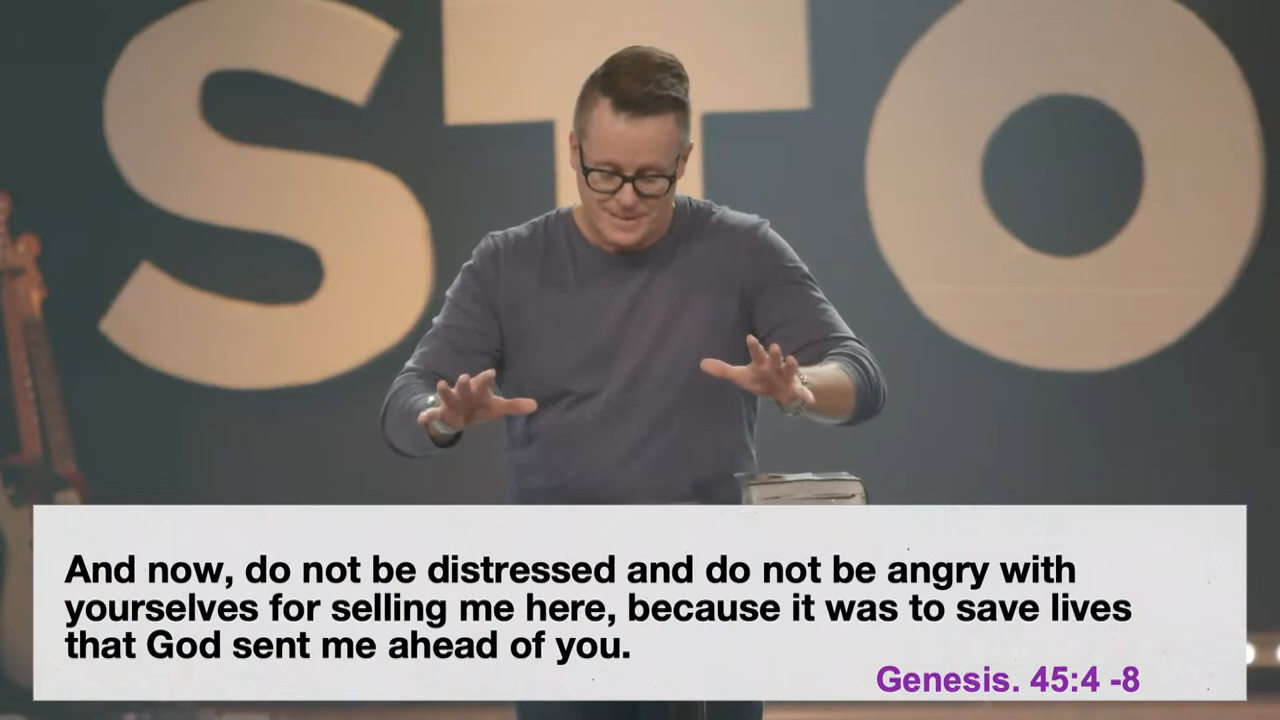 STO
And now, do not be distressed and do not be angry with
yourselves for selling me here, because it was to save lives
that God sent me ahead of you.
Genesis. 45:4 -8